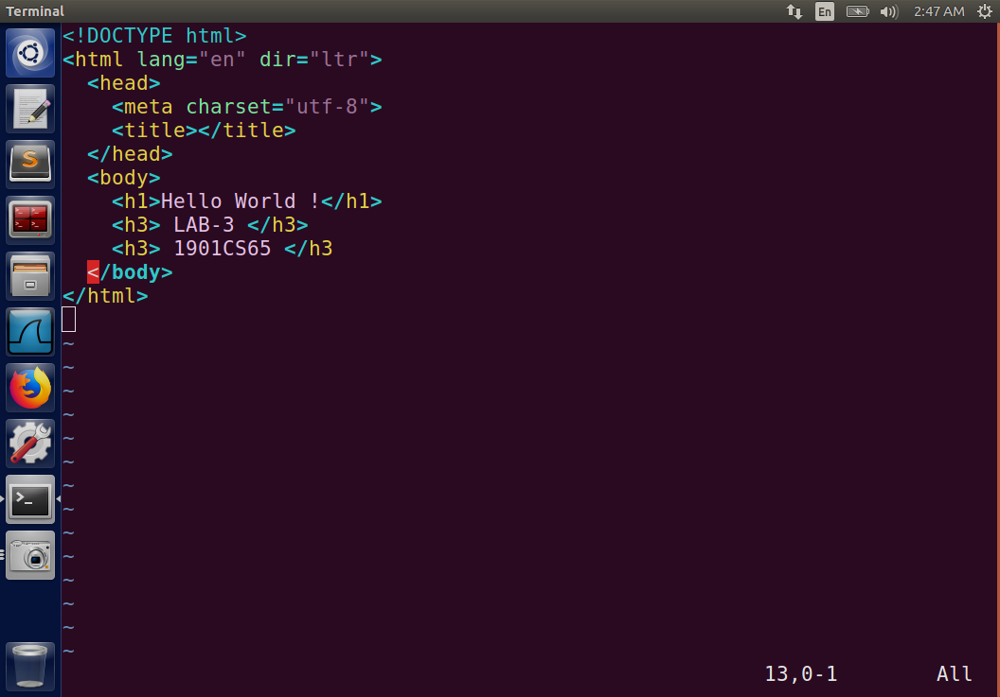 Terminal
En
2:47 AM
<!DOCTYPE html>
<html lang="en" dir="ltr">
  <head>
    <meta charset="utf-8">
    <title></title>
  </head>
  <body>
    <h1>Hello World !</h1>
    <h3> LAB-3 </h3>
    <h3> 1901CS65 </h3
  </body>
</html>
~
~
~
~
~
~
~
~
~
~
~
~
~
~
13,0-1 All